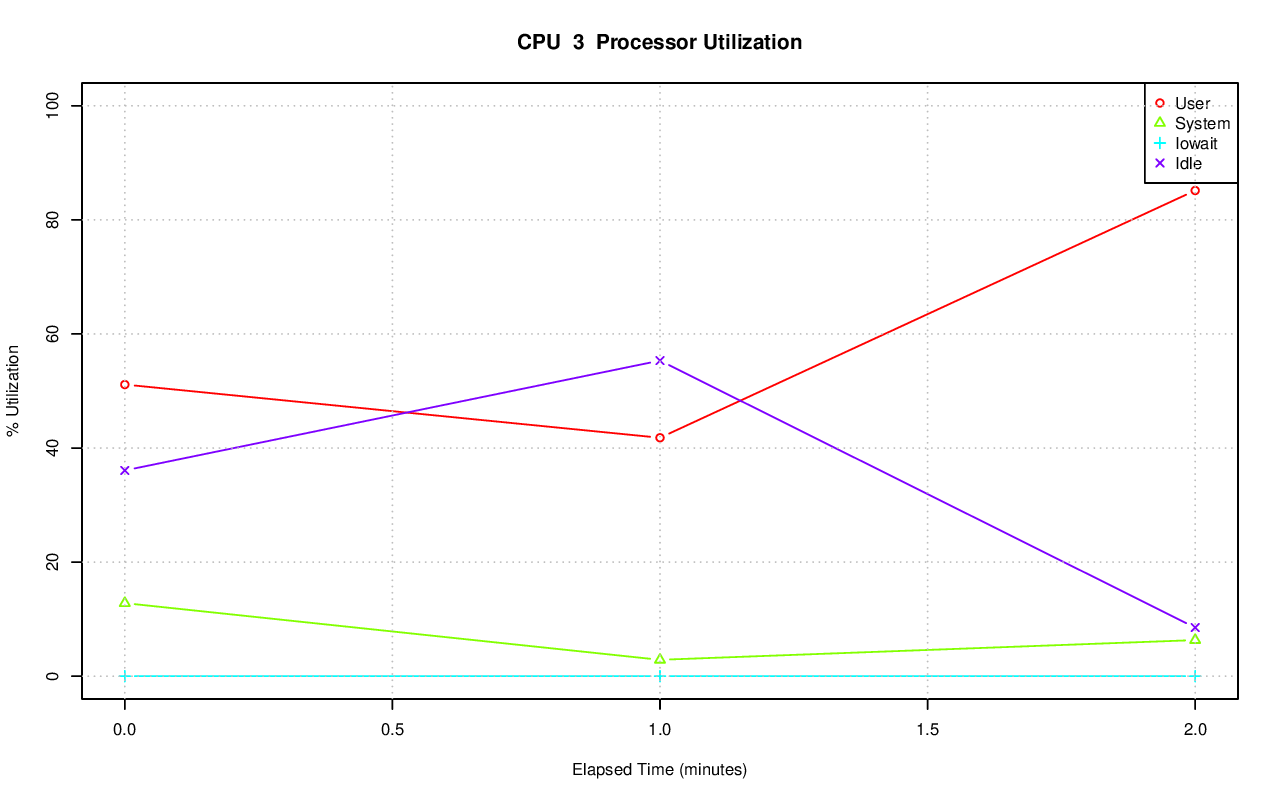 CPU  3  Processor Utilization
User
System
Iowait
Idle
% Utilization
100
80
60
40
20
0
0.0 0.5 1.0 1.5 2.0
Elapsed Time (minutes)